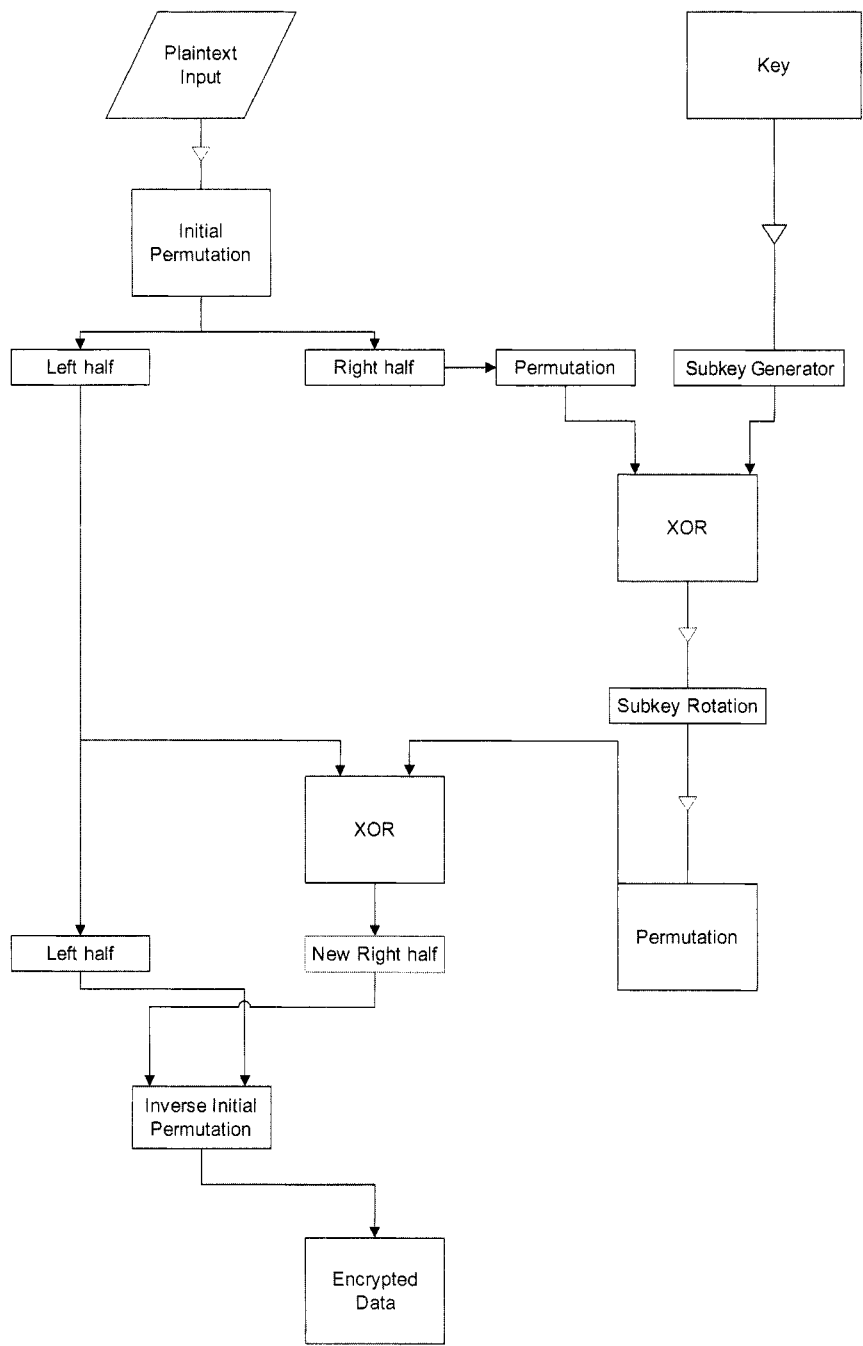 Plaintext
Input
Key
Initial
Permutation
Left half
Right half
Permutation
Subkey Generator
XOR
Subkey Rotation
XOR
Permutation
Left half
New Right half
Inverse Initial
Permutation
Encrypted
Data